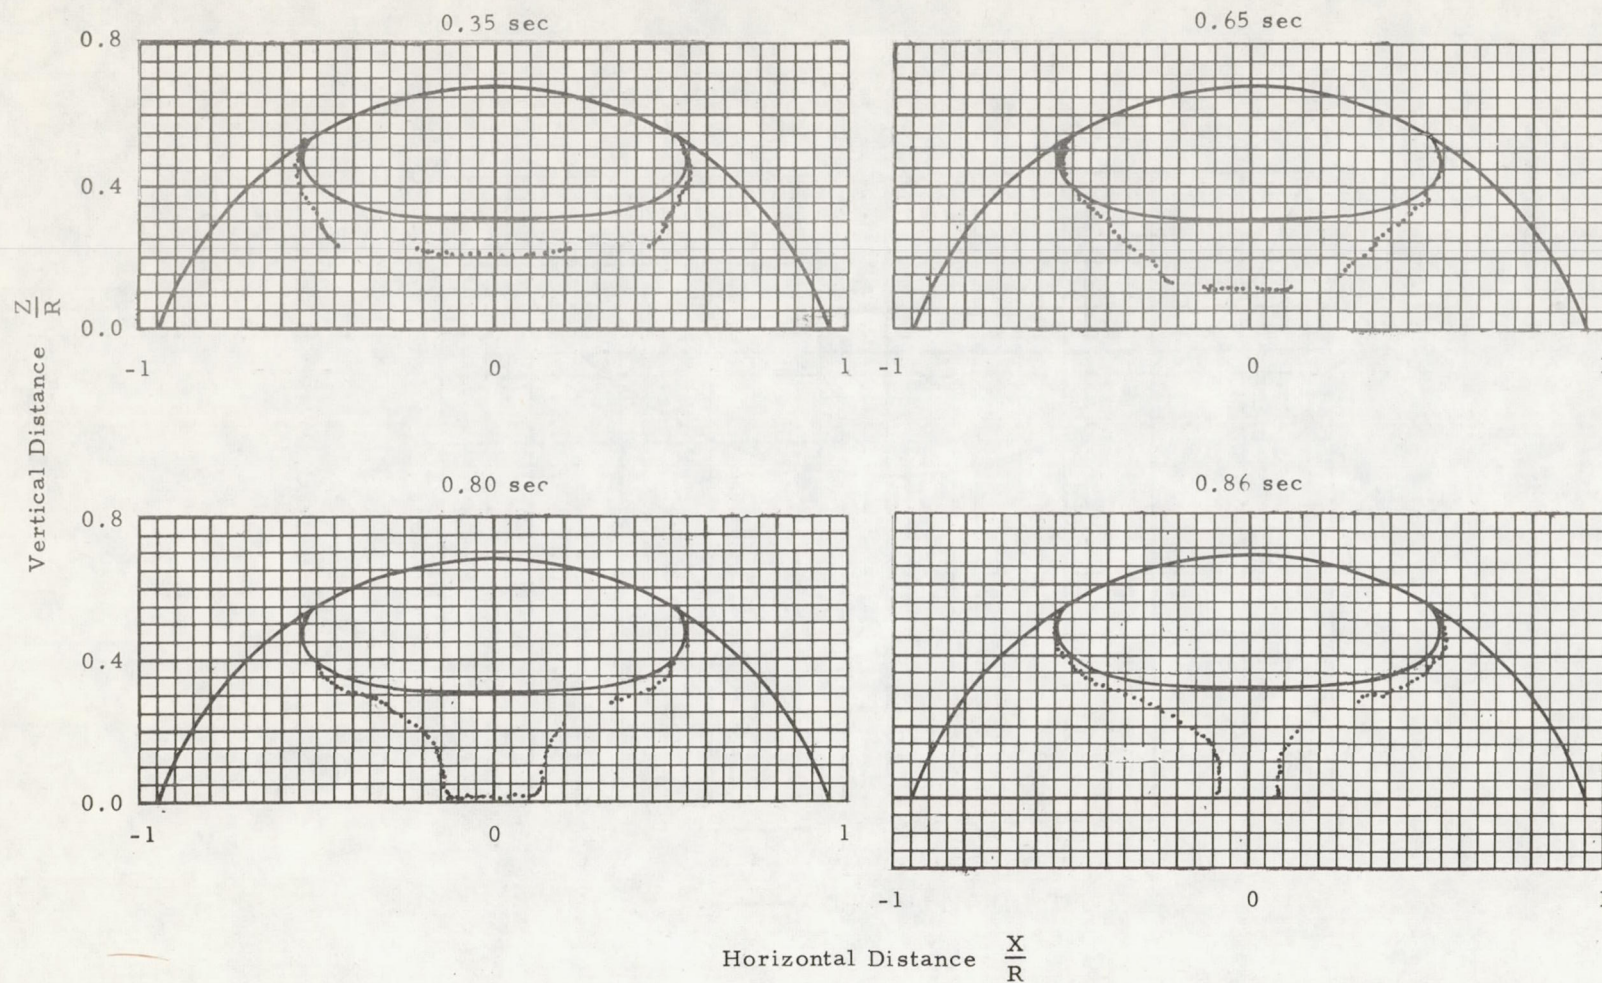 0.35 sec
0.65 sec
0.8
0.4
0.0
-1 0 1
-1 0
0.80 sec
0.86 sec
0.8
0.4
0.0
-1 0 1
-1 0
Vertical Distance Z/R
Horizontal Distance X/R